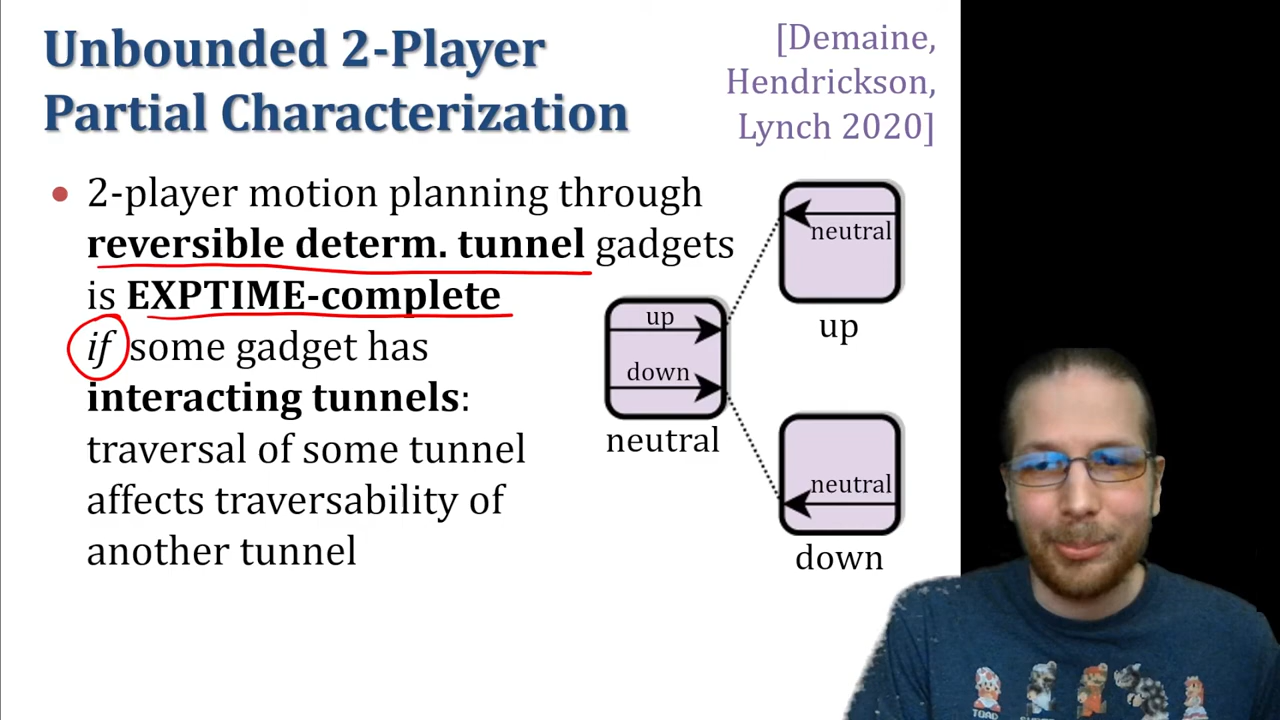 Unbounded 2-Player
Partial Characterization
[Demaine,
Hendrickson,
Lynch 2020]
• 2-player motion planning through
reversible determ. tunnel gadgets
is EXPTIME-complete
if some gadget has
interacting tunnels:
traversal of some tunnel
affects traversability of
another tunnel
neutral
up
up
down
neutral
neutral
down
TOAD